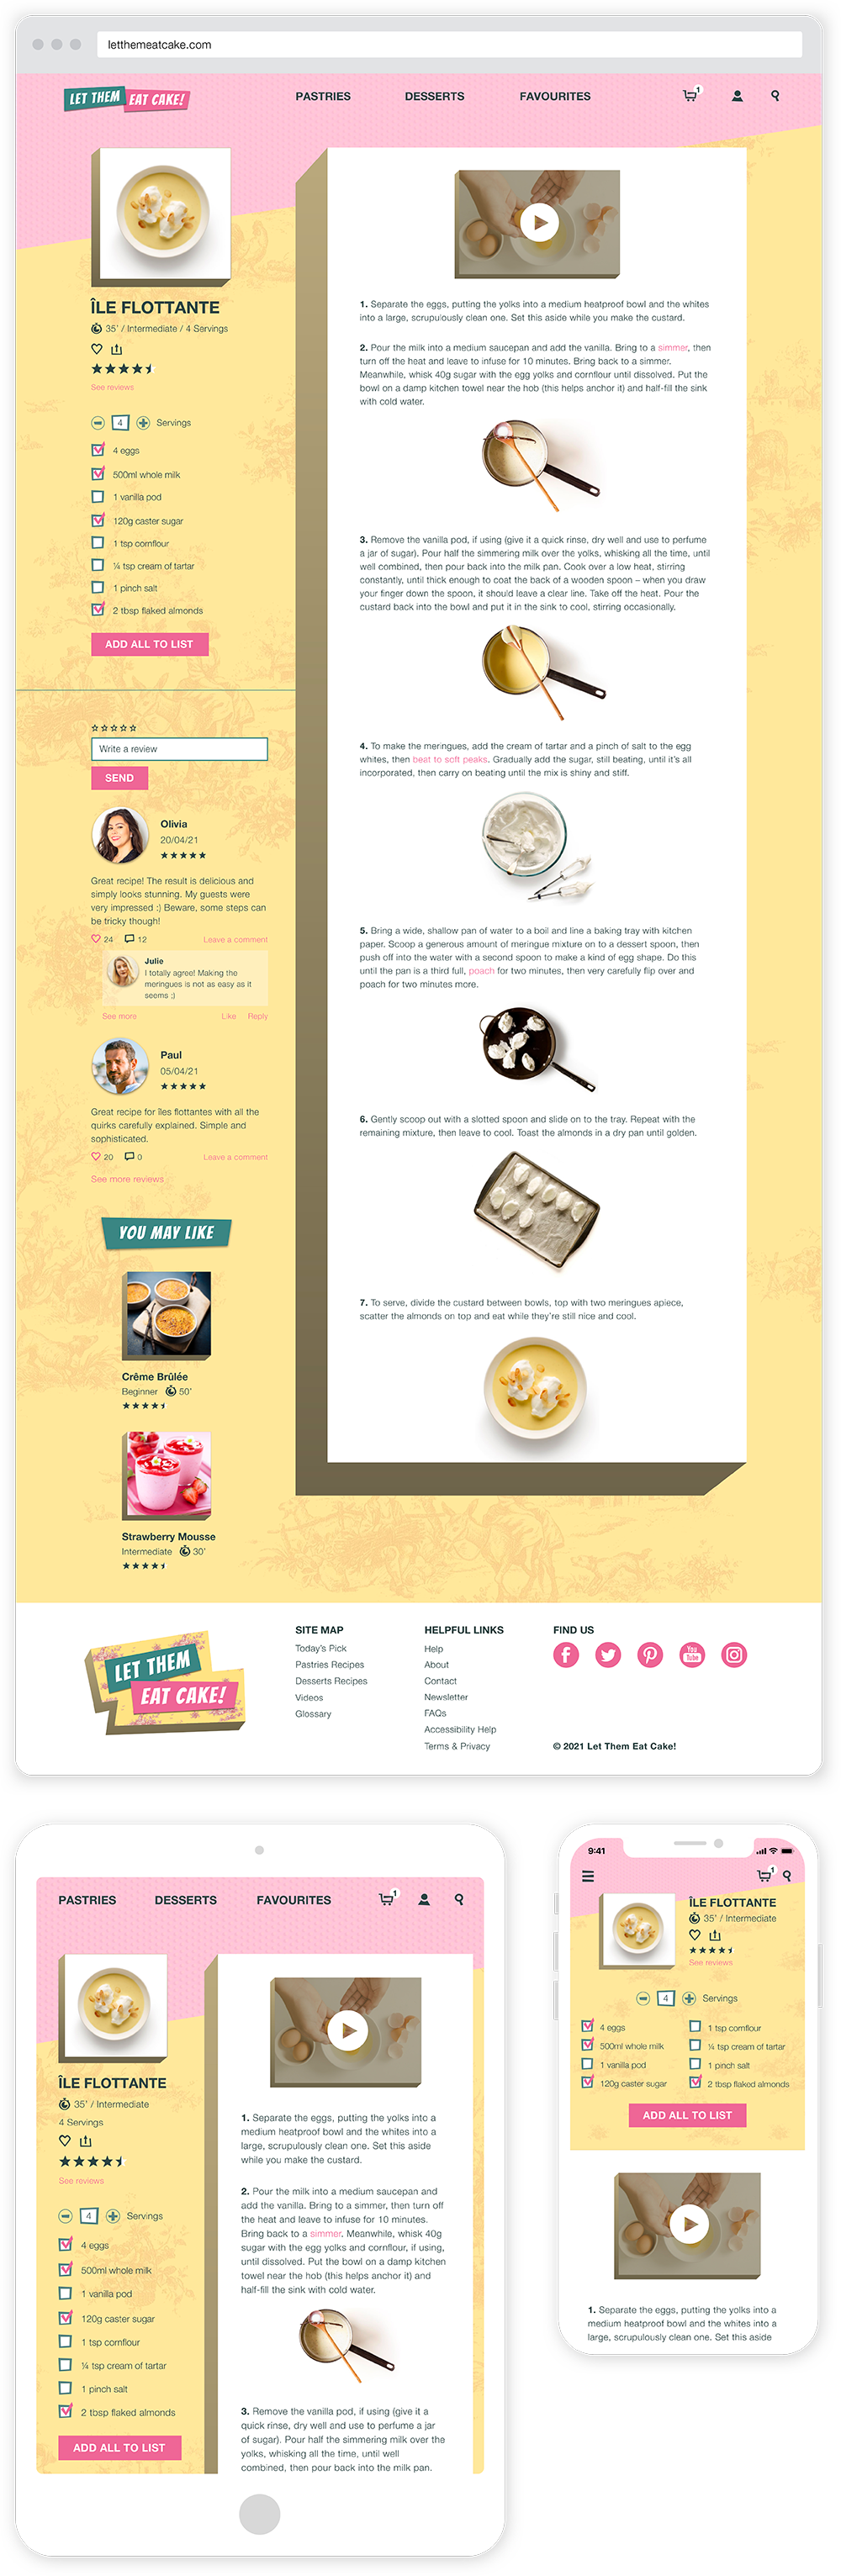 letthemeatcake.com
LET THEM
EAT CAKE!
PASTRIES
DESSERTS
FAVOURITES
1
ÎLE FLOTTANTE
35' / Intermediate / 4 Servings
See reviews
4
Servings
4 eggs
500ml whole milk
1 vanilla pod
120g caster sugar
1 tsp cornflour
¼ tsp cream of tartar
1 pinch salt
2 tbsp flaked almonds
ADD ALL TO LIST
Write a review
SEND
Olivia
20/04/21
Great recipe! The result is delicious and
simply looks stunning. My guests were
very impressed :) Beware, some steps can
be tricky though!
24
12
Leave a comment
Julie
I totally agree! Making the
meringues is not as easy as it
seems ;)
See more
Like
Reply
Paul
05/04/21
Great recipe for îles flottantes with all the
quirks carefully explained. Simple and
sophisticated.
20
0
Leave a comment
See more reviews
YOU MAY LIKE
Crême Brûlée
Beginner
50'
Strawberry Mousse
Intermediate
30'
1. Separate the eggs, putting the yolks into a medium heatproof bowl and the whites
into a large, scrupulously clean one. Set this aside while you make the custard.
2. Pour the milk into a medium saucepan and add the vanilla. Bring to a simmer, then
turn off the heat and leave to infuse for 10 minutes. Bring back to a simmer.
Meanwhile, whisk 40g sugar with the egg yolks and cornflour until dissolved. Put the
bowl on a damp kitchen towel near the hob (this helps anchor it) and half-fill the sink
with cold water.
3. Remove the vanilla pod, if using (give it a quick rinse, dry well and use to perfume
a jar of sugar). Pour half the simmering milk over the yolks, whisking all the time, until
well combined, then pour back into the milk pan. Cook over a low heat, stirring
constantly, until thick enough to coat the back of a wooden spoon – when you draw
your finger down the spoon, it should leave a clear line. Take off the heat. Pour the
custard back into the bowl and put it in the sink to cool, stirring occasionally.
4. To make the meringues, add the cream of tartar and a pinch of salt to the egg
whites, then beat to soft peaks. Gradually add the sugar, still beating, until it's all
incorporated, then carry on beating until the mix is shiny and stiff.
5. Bring a wide, shallow pan of water to a boil and line a baking tray with kitchen
paper. Scoop a generous amount of meringue mixture on to a dessert spoon, then
push off into the water with a second spoon to make a kind of egg shape. Do this
until the pan is a third full, poach for two minutes, then very carefully flip over and
poach for two minutes more.
6. Gently scoop out with a slotted spoon and slide on to the tray. Repeat with the
remaining mixture, then leave to cool. Toast the almonds in a dry pan until golden.
7. To serve, divide the custard between bowls, top with two meringues apiece,
scatter the almonds on top and eat while they're still nice and cool.
LET THEM
EAT CAKE!
SITE MAP
Today's Pick
Pastries Recipes
Desserts Recipes
Videos
Glossary
HELPFUL LINKS
Help
About
Contact
Newsletter
FAQs
Accessibility Help
Terms & Privacy
FIND US
You
Tube
© 2021 Let Them Eat Cake!
PASTRIES
DESSERTS
FAVOURITES
1
ÎLE FLOTTANTE
35' / Intermediate
4 Servings
See reviews
4
Servings
4 eggs
500ml whole milk
1 vanilla pod
120g caster sugar
1 tsp cornflour
¼ tsp cream of tartar
1 pinch salt
2 tbsp flaked almonds
ADD ALL TO LIST
1. Separate the eggs, putting the yolks into a
medium heatproof bowl and the whites into a
large, scrupulously clean one. Set this aside
while you make the custard.
2. Pour the milk into a medium saucepan and
add the vanilla. Bring to a simmer, then turn off
the heat and leave to infuse for 10 minutes.
Bring back to a simmer. Meanwhile, whisk 40g
sugar with the egg yolks and cornflour, if using,
until dissolved. Put the bowl on a damp kitchen
towel near the hob (this helps anchor it) and
half-fill the sink with cold water.
3. Remove the vanilla pod, if using (give it a
quick rinse, dry well and use to perfume a jar
of sugar). Pour half the simmering milk over the
yolks, whisking all the time, until well
combined, then pour back into the milk pan.
9:41
1
ÎLE FLOTTANTE
35' / Intermediate
See reviews
4
Servings
4 eggs
500ml whole milk
1 vanilla pod
120g caster sugar
1 tsp cornflour
¼ tsp cream of tartar
1 pinch salt
2 tbsp flaked almonds
ADD ALL TO LIST
1. Separate the eggs, putting the yolks into a
medium heatproof bowl and the whites into a
large, scrupulously clean one. Set this aside